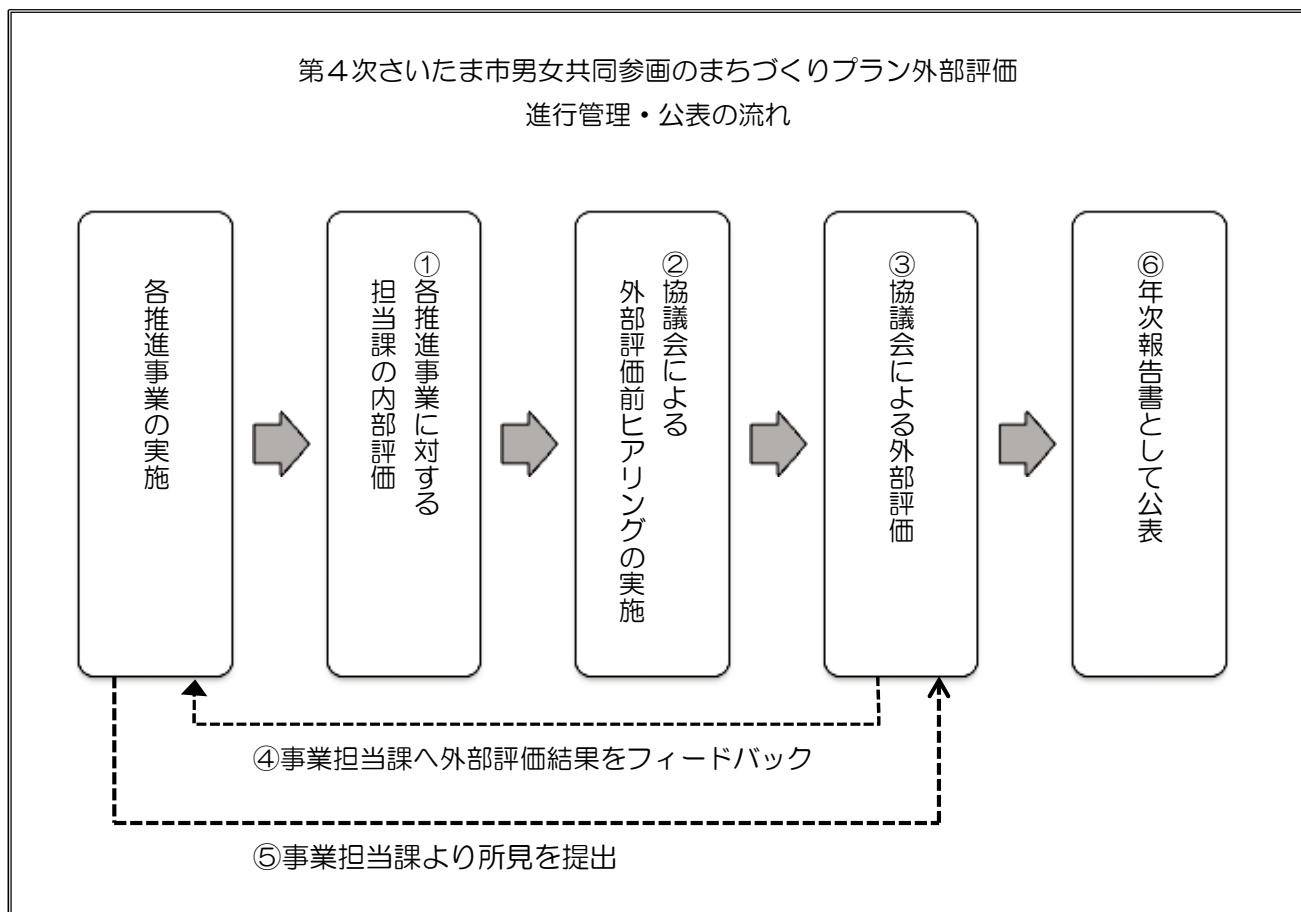 第４次さいたま市男女共同参画のまちづくりプラン外部評価
進行管理・公表の流れ
各推進事業の実施
①各推進事業に対する
担当課の内部評価
②協議会による
外部評価前ヒアリングの実施
③協議会による外部評価
⑥年次報告書として公表
④事業担当課へ外部評価結果をフィードバック
⑤事業担当課より所見を提出